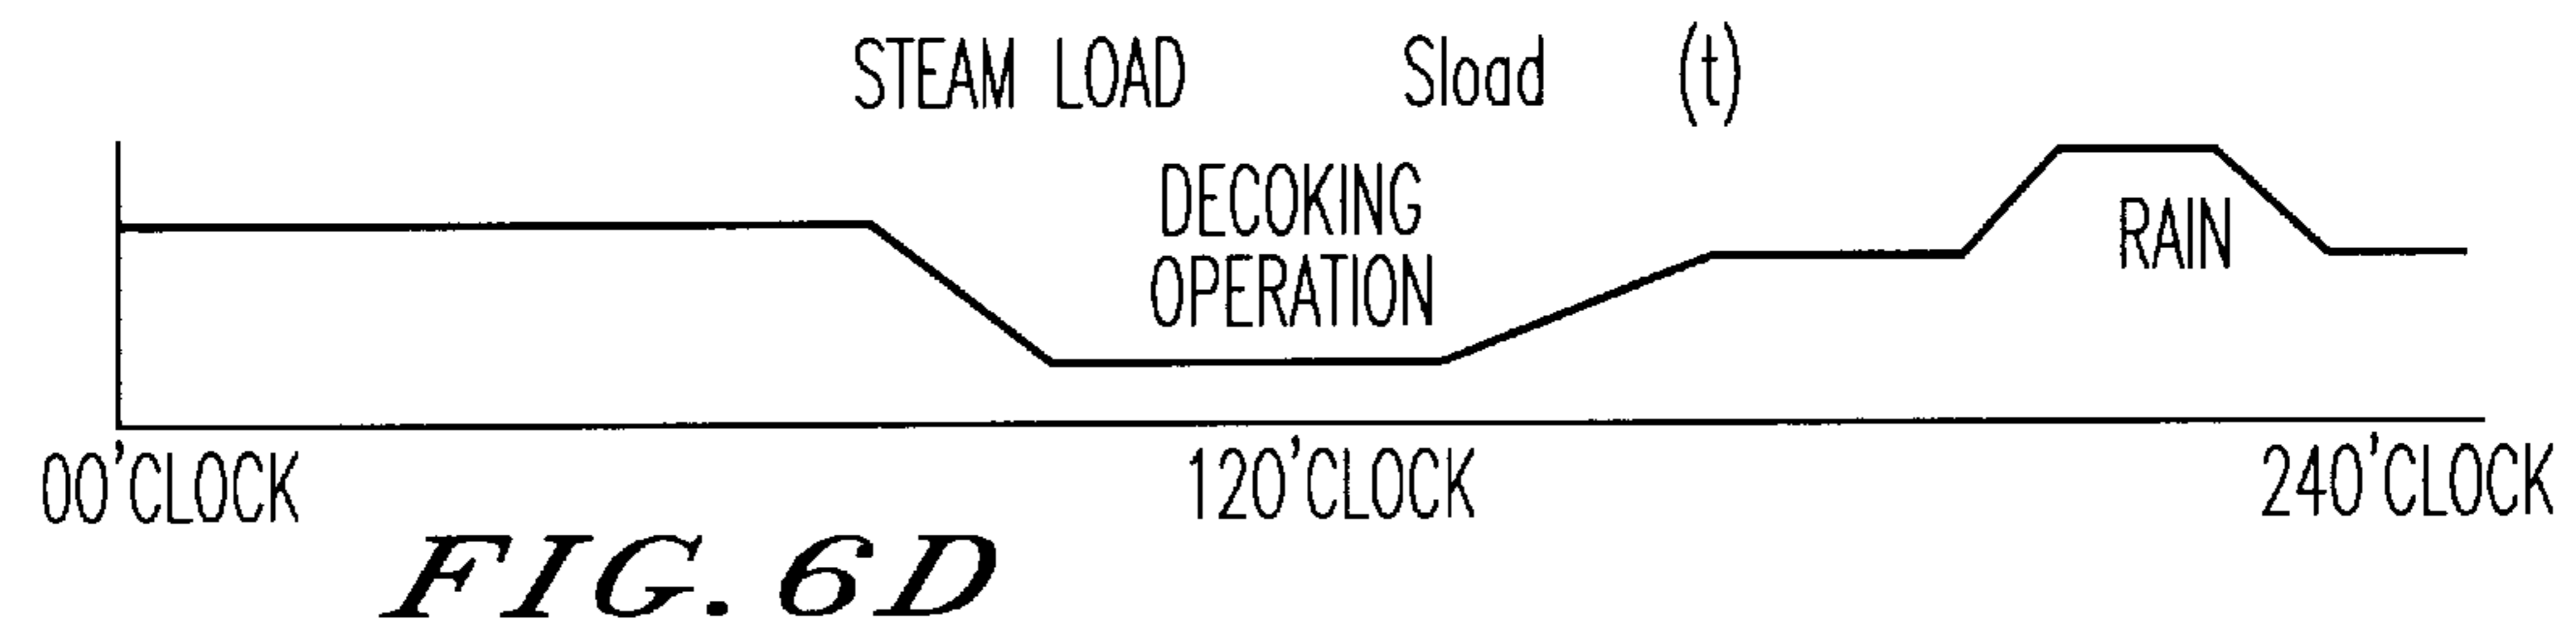 STEAM LOAD Sload (t)
DECOKING
OPERATION
RAIN
00'CLOCK 120'CLOCK 240'CLOCK
FIG. 6D